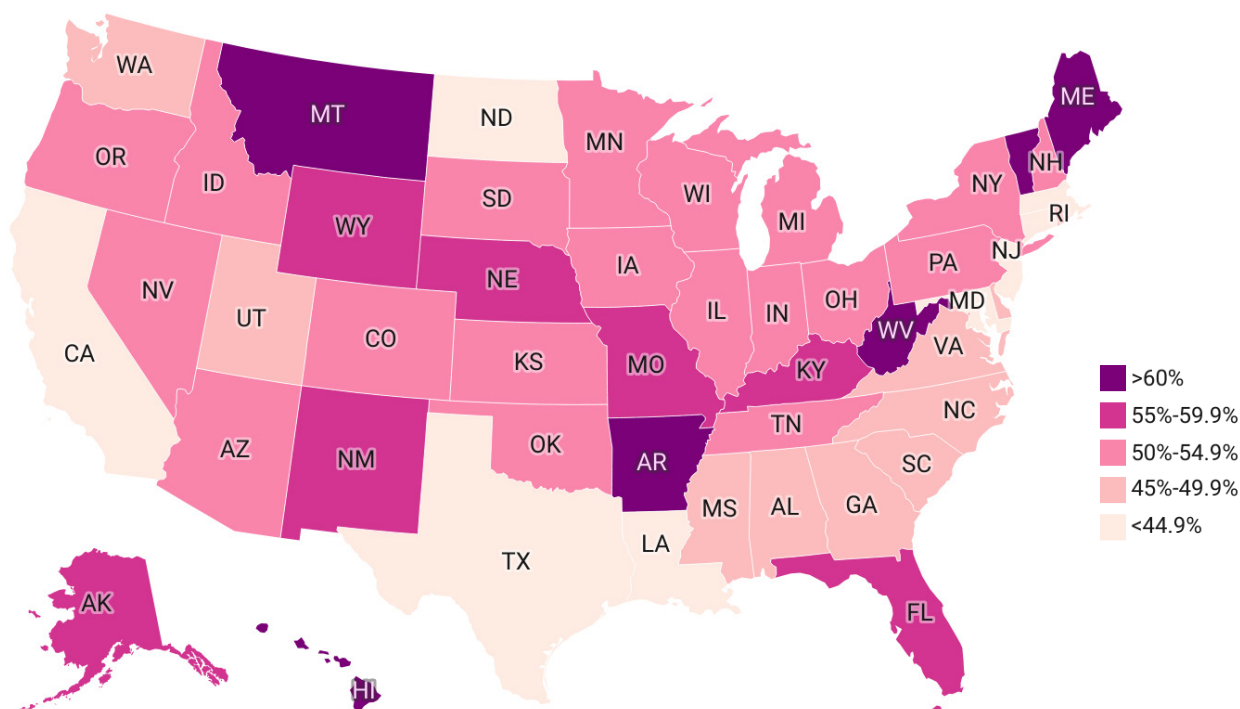 WA
MT
ND
MN
ME
OR
ID
SD
WI
MI
NY
NH
WY
RI
NE
IA
PA
NJ
NV
UT
CO
IL
IN
OH
MD
WV
VA
CA
KS
MO
KY
NC
AZ
NM
OK
AR
TN
SC
MS
AL
GA
TX
LA
AK
HI
FL
>60%
55%-59.9%
50%-54.9%
45%-49.9%
<44.9%